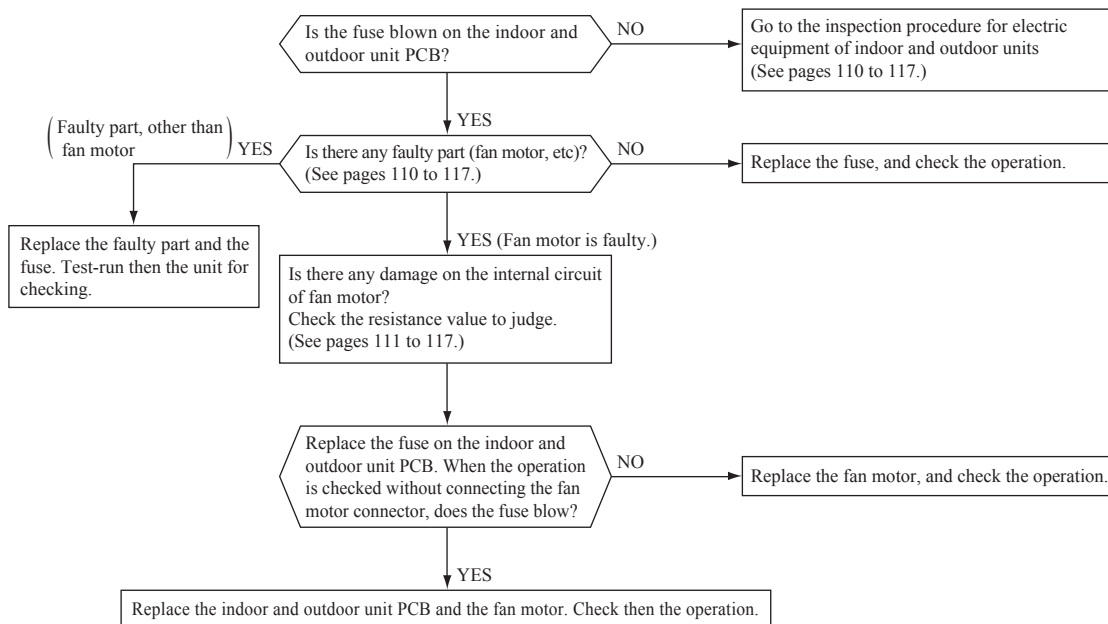 Is the fuse blown on the indoor and
outdoor unit PCB?
NO
Go to the inspection procedure for electric
equipment of indoor and outdoor units
(See pages 110 to 117.)
YES
(Faulty part, other than
fan motor)
YES
Is there any faulty part (fan motor, etc)?
(See pages 110 to 117.)
NO
Replace the fuse, and check the operation.
Replace the faulty part and the
fuse. Test-run then the unit for
checking.
YES (Fan motor is faulty.)
Is there any damage on the internal circuit
of fan motor?
Check the resistance value to judge.
(See pages 111 to 117.)
Replace the fuse on the indoor and
outdoor unit PCB. When the operation
is checked without connecting the fan
motor connector, does the fuse blow?
NO
Replace the fan motor, and check the operation.
YES
Replace the indoor and outdoor unit PCB and the fan motor. Check then the operation.